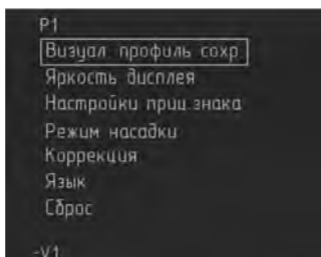 P1
Визуал профиль сохр
Яркость дисплея
Настройки приц.знака
Режим насадки
Коррекция
Язык
Сброс
-V1